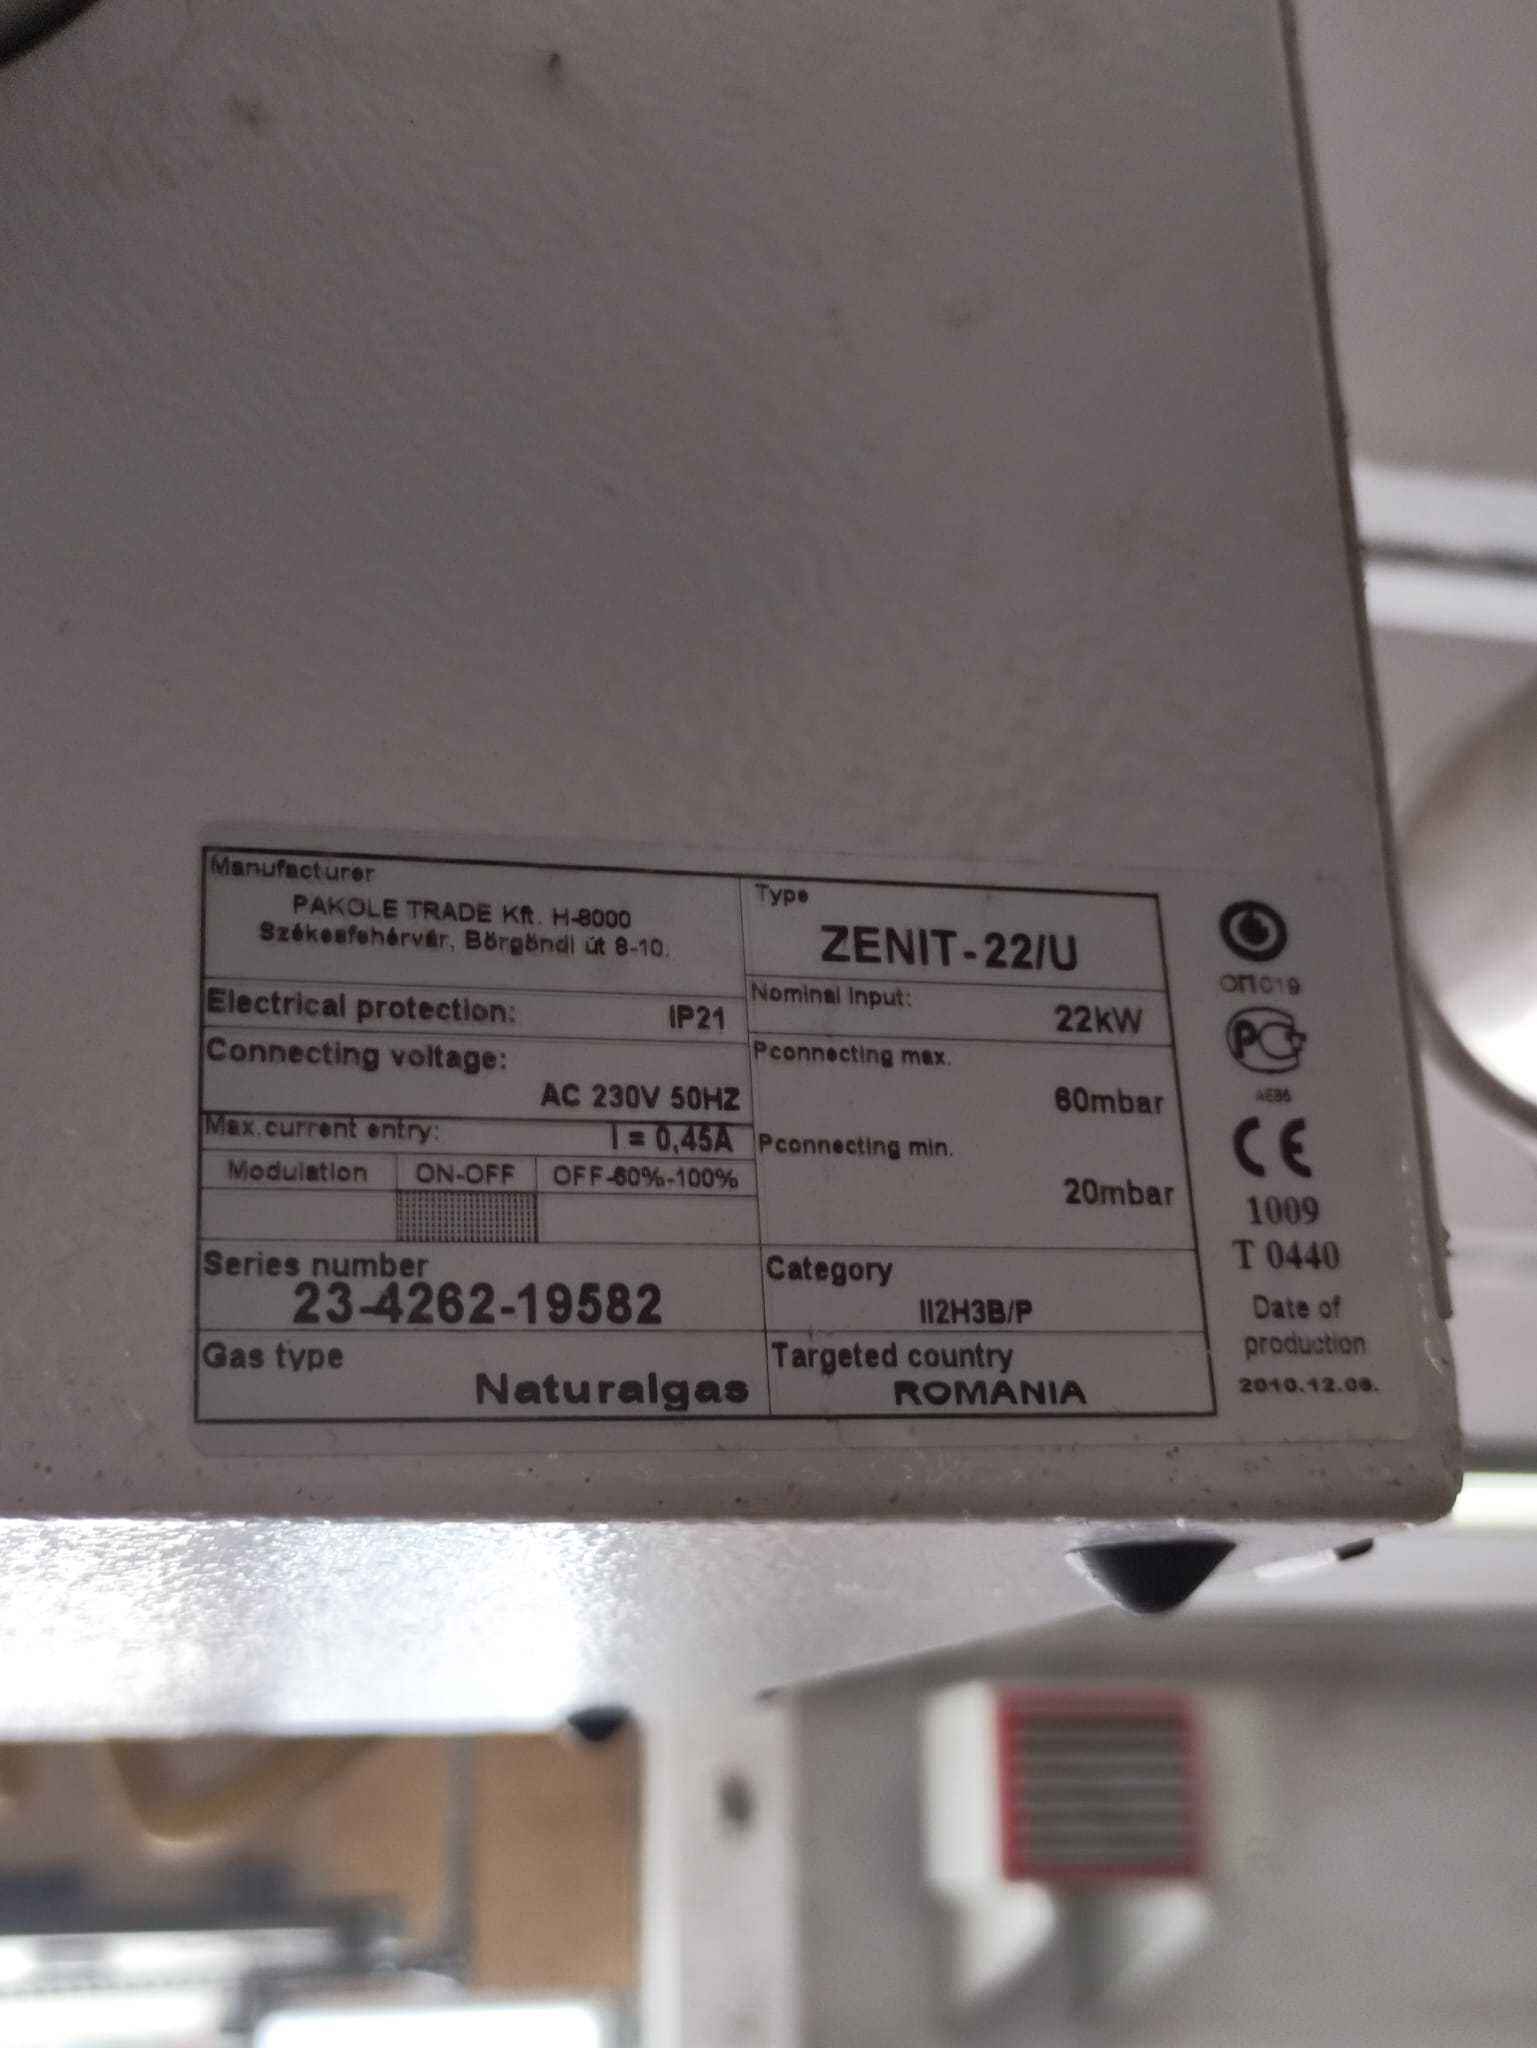 Manufacturer
PAKOLE TRADE Kft. H-8000
Székesfehérvár, Börgöndi út 8-10.
Type
ZENIT-22/U
Electrical protection: IP21
Nominal Input: 22kW
Connecting voltage:
AC 230V 50HZ
Pconnecting max.
60mbar
Max.current entry: I = 0,45A
Pconnecting min.
20mbar
Modulation ON-OFF OFF-60%-100%
Series number
23-4262-19582
Category
II2H3B/P
Gas type
Naturalgas
Targeted country
ROMANIA
ОП019
PC
AE86
CE
1009
T 0440
Date of
production
2010.12.06.